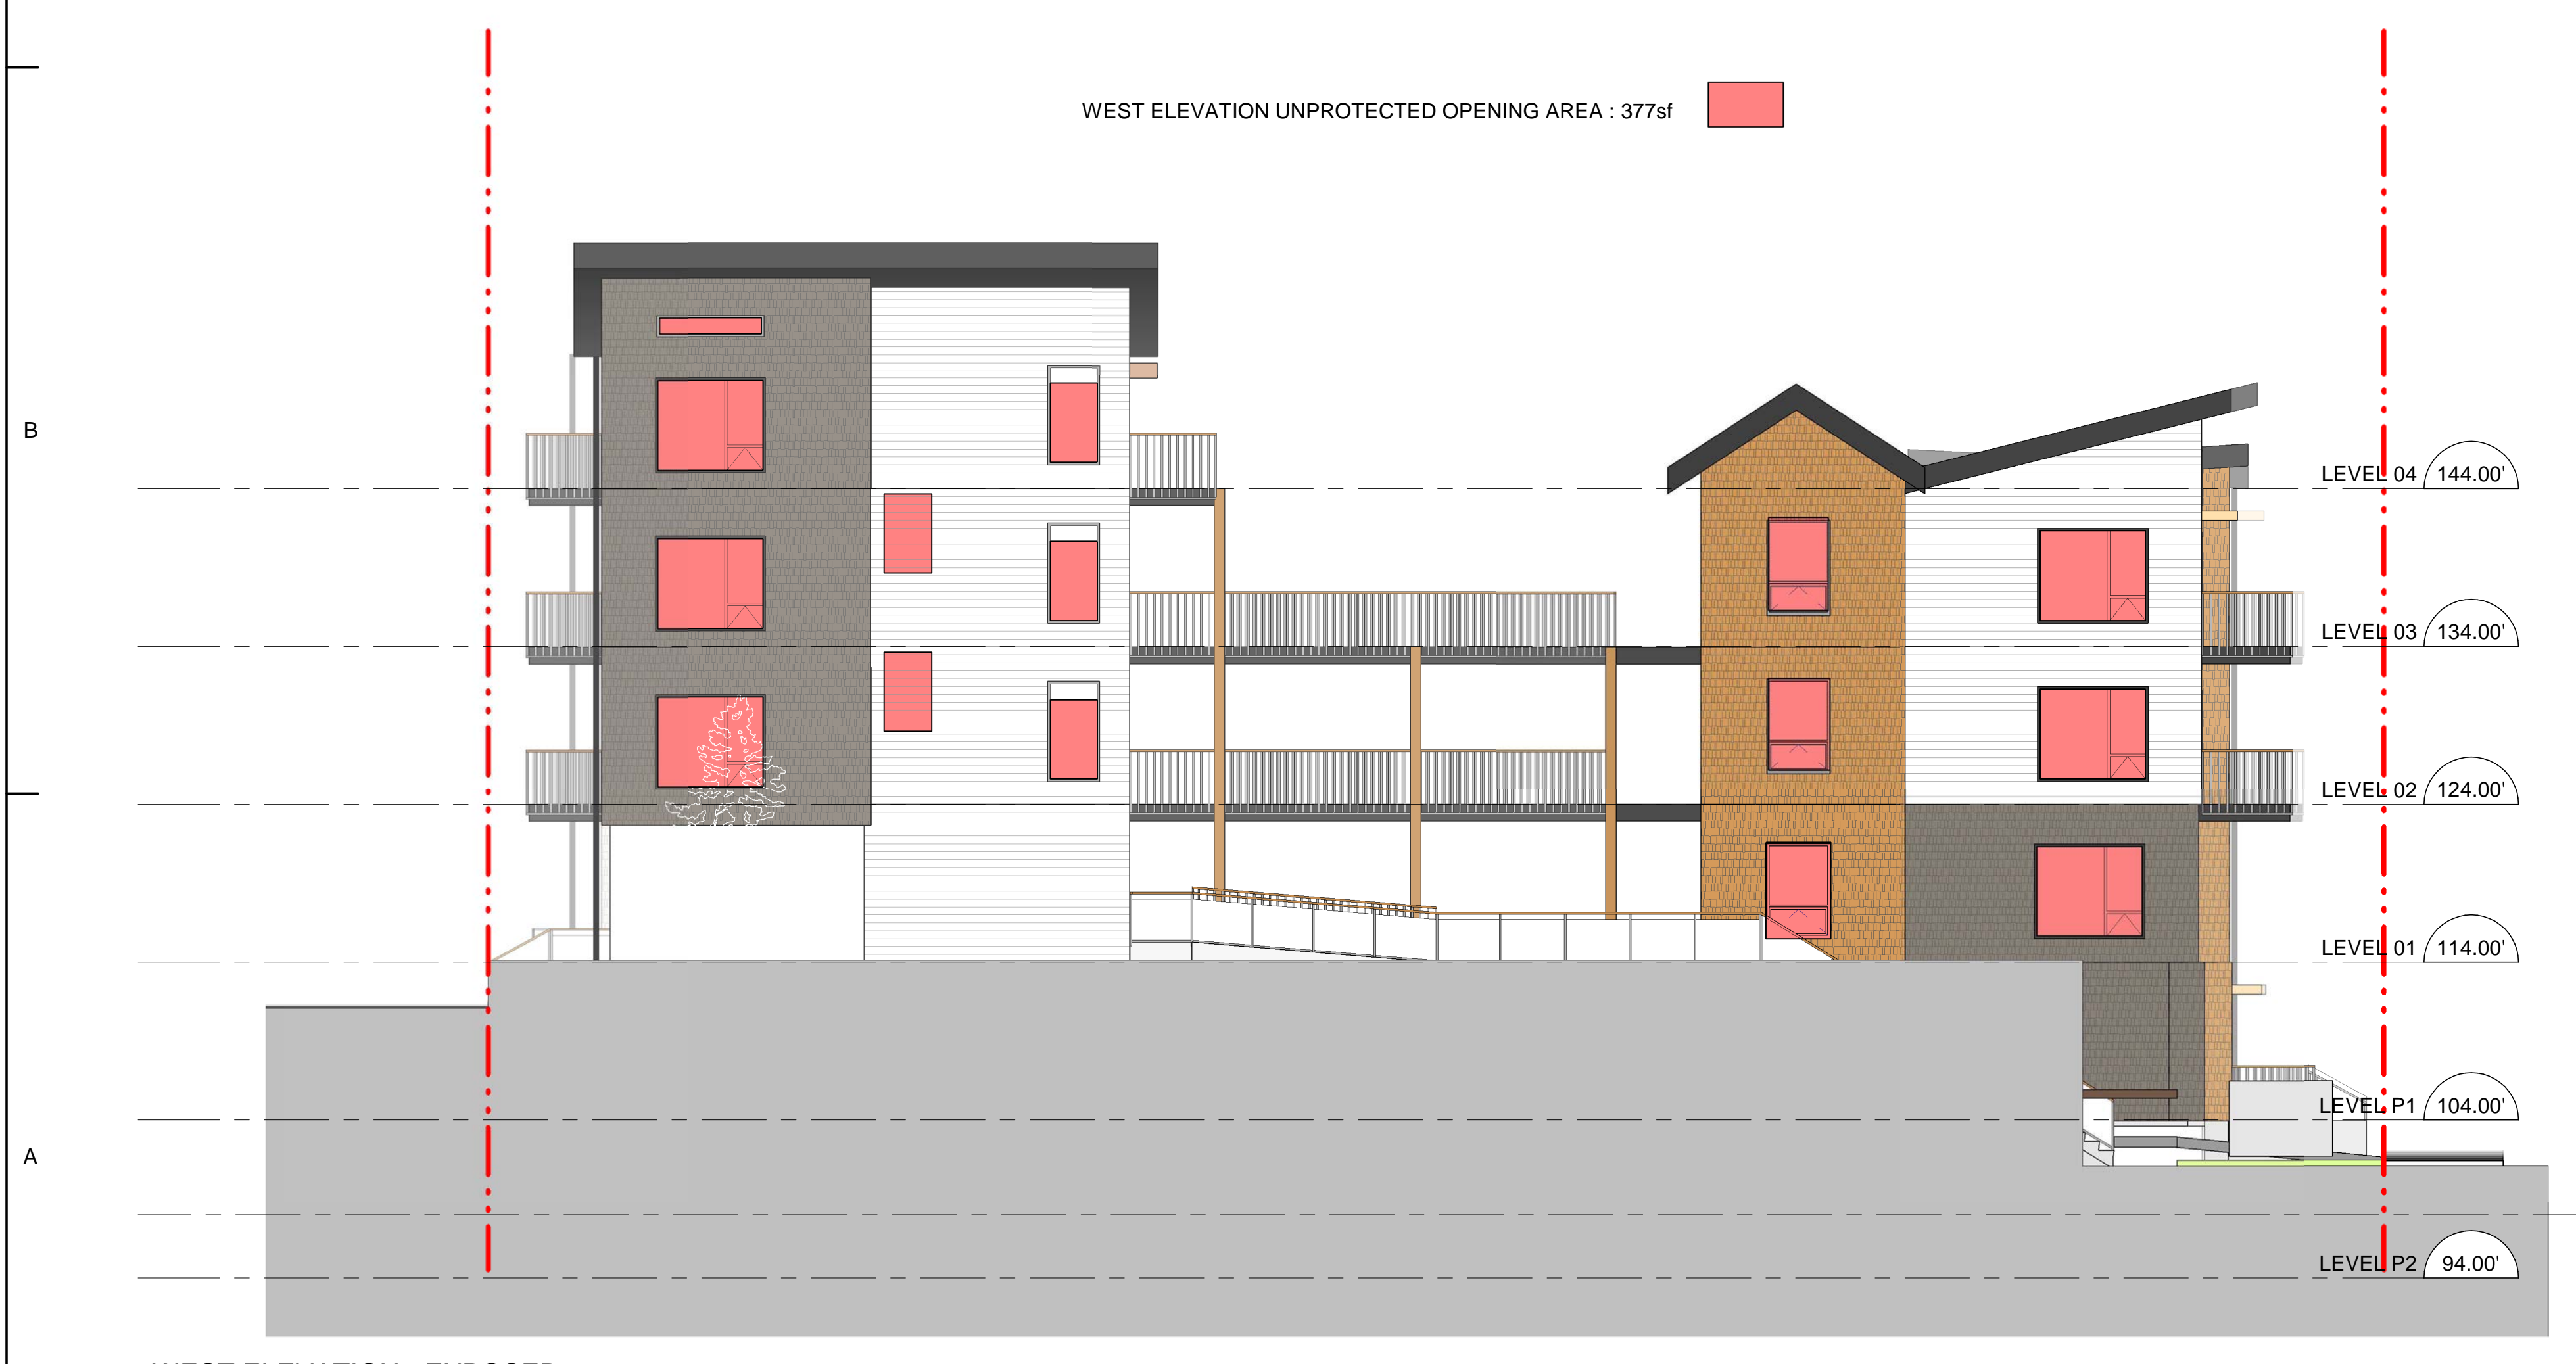 WEST ELEVATION UNPROTECTED OPENING AREA : 377sf
B
LEVEL 04 144.00'
LEVEL 03 134.00'
LEVEL 02 124.00'
LEVEL 01 114.00'
LEVEL P1 104.00'
A
LEVEL P2 94.00'